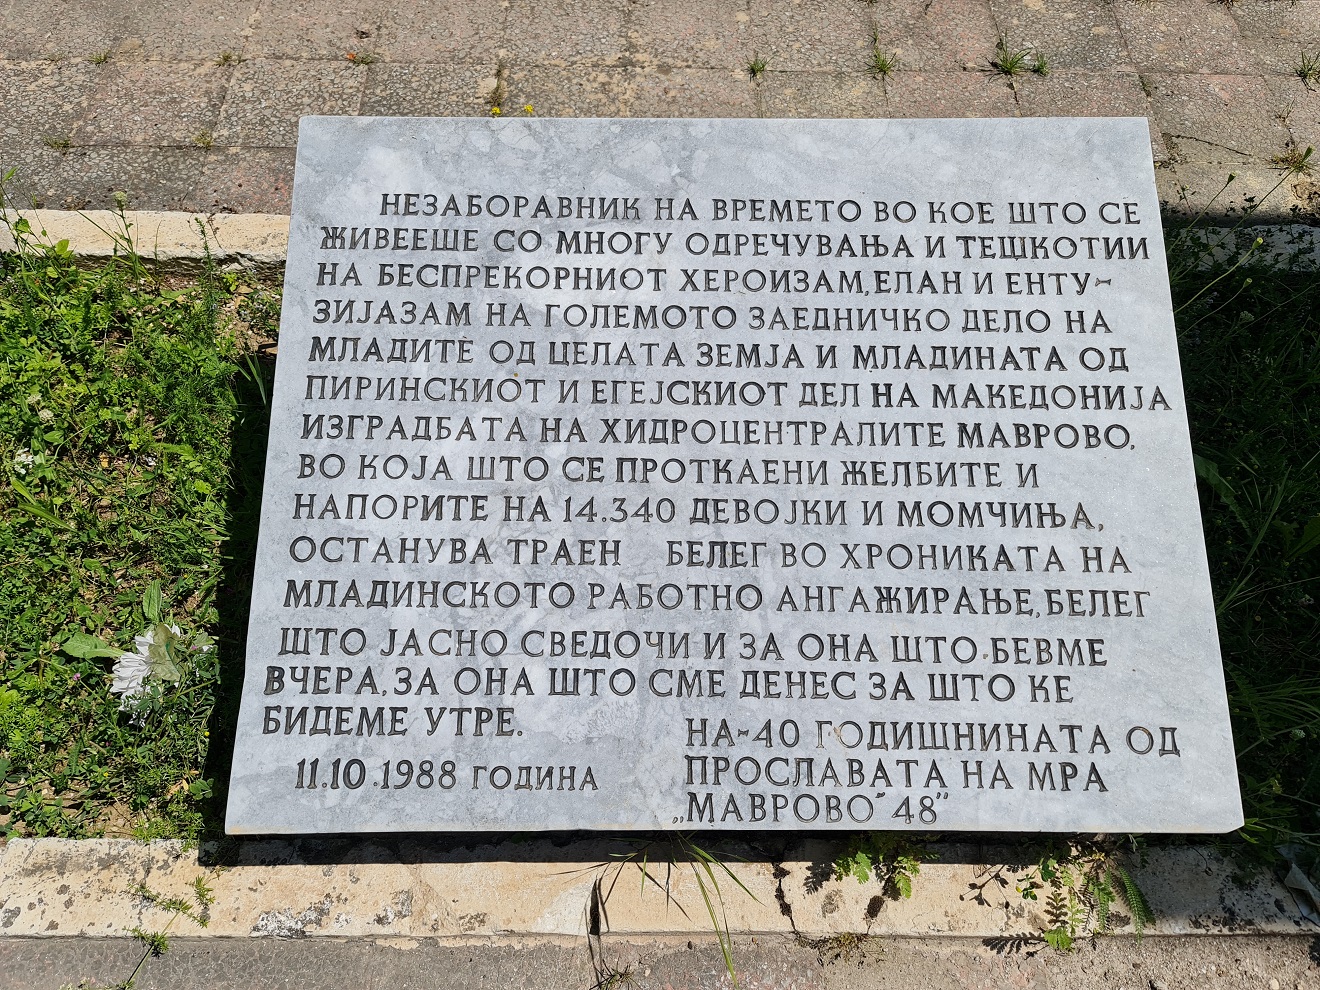 НЕЗАБОРАВНИК НА ВРЕМЕТО ВО КОЕ ШТО СЕ
ЖИВЕЕШЕ СО МНОГУ ОДРЕЧУВАЊА И ТЕШКОТИИ
НА БЕСПРЕКОРНИОТ ХЕРОИЗАМ, ЕЛАН И ЕНТУ-
ЗИЈАЗАМ НА ГОЛЕМОТО ЗАЕДНИЧКО ДЕЛО НА
МЛАДИТЕ ОД ЦЕЛАТА ЗЕМЈА И МЛАДИНАТА ОД
ПИРИНСКИОТ И ЕГЕЈСКИОТ ДЕЛ НА МАКЕДОНИЈА
ИЗГРАДБАТА НА ХИДРОЦЕНТРАЛИТЕ МАВРОВО,
ВО КОЈА ШТО СЕ ПРОТКАЕНИ ЖЕЛБИТЕ И
НАПОРИТЕ НА 14.340 ДЕВОЈКИ И МОМЧИЊА,
ОСТАНУВА ТРАЕН БЕЛЕГ ВО ХРОНИКАТА НА
МЛАДИНСКОТО РАБОТНО АНГАЖИРАЊЕ, БЕЛЕГ
ШТО ЈАСНО СВЕДОЧИ И ЗА ОНА ШТО БЕВМЕ
ВЧЕРА, ЗА ОНА ШТО СМЕ ДЕНЕС ЗА ШТО КЕ
БИДЕМЕ УТРЕ.
11.10.1988 ГОДИНА
НА-40 ГОДИШНИНАТА ОД
ПРОСЛАВАТА НА МРА
„МАВРОВО-48"